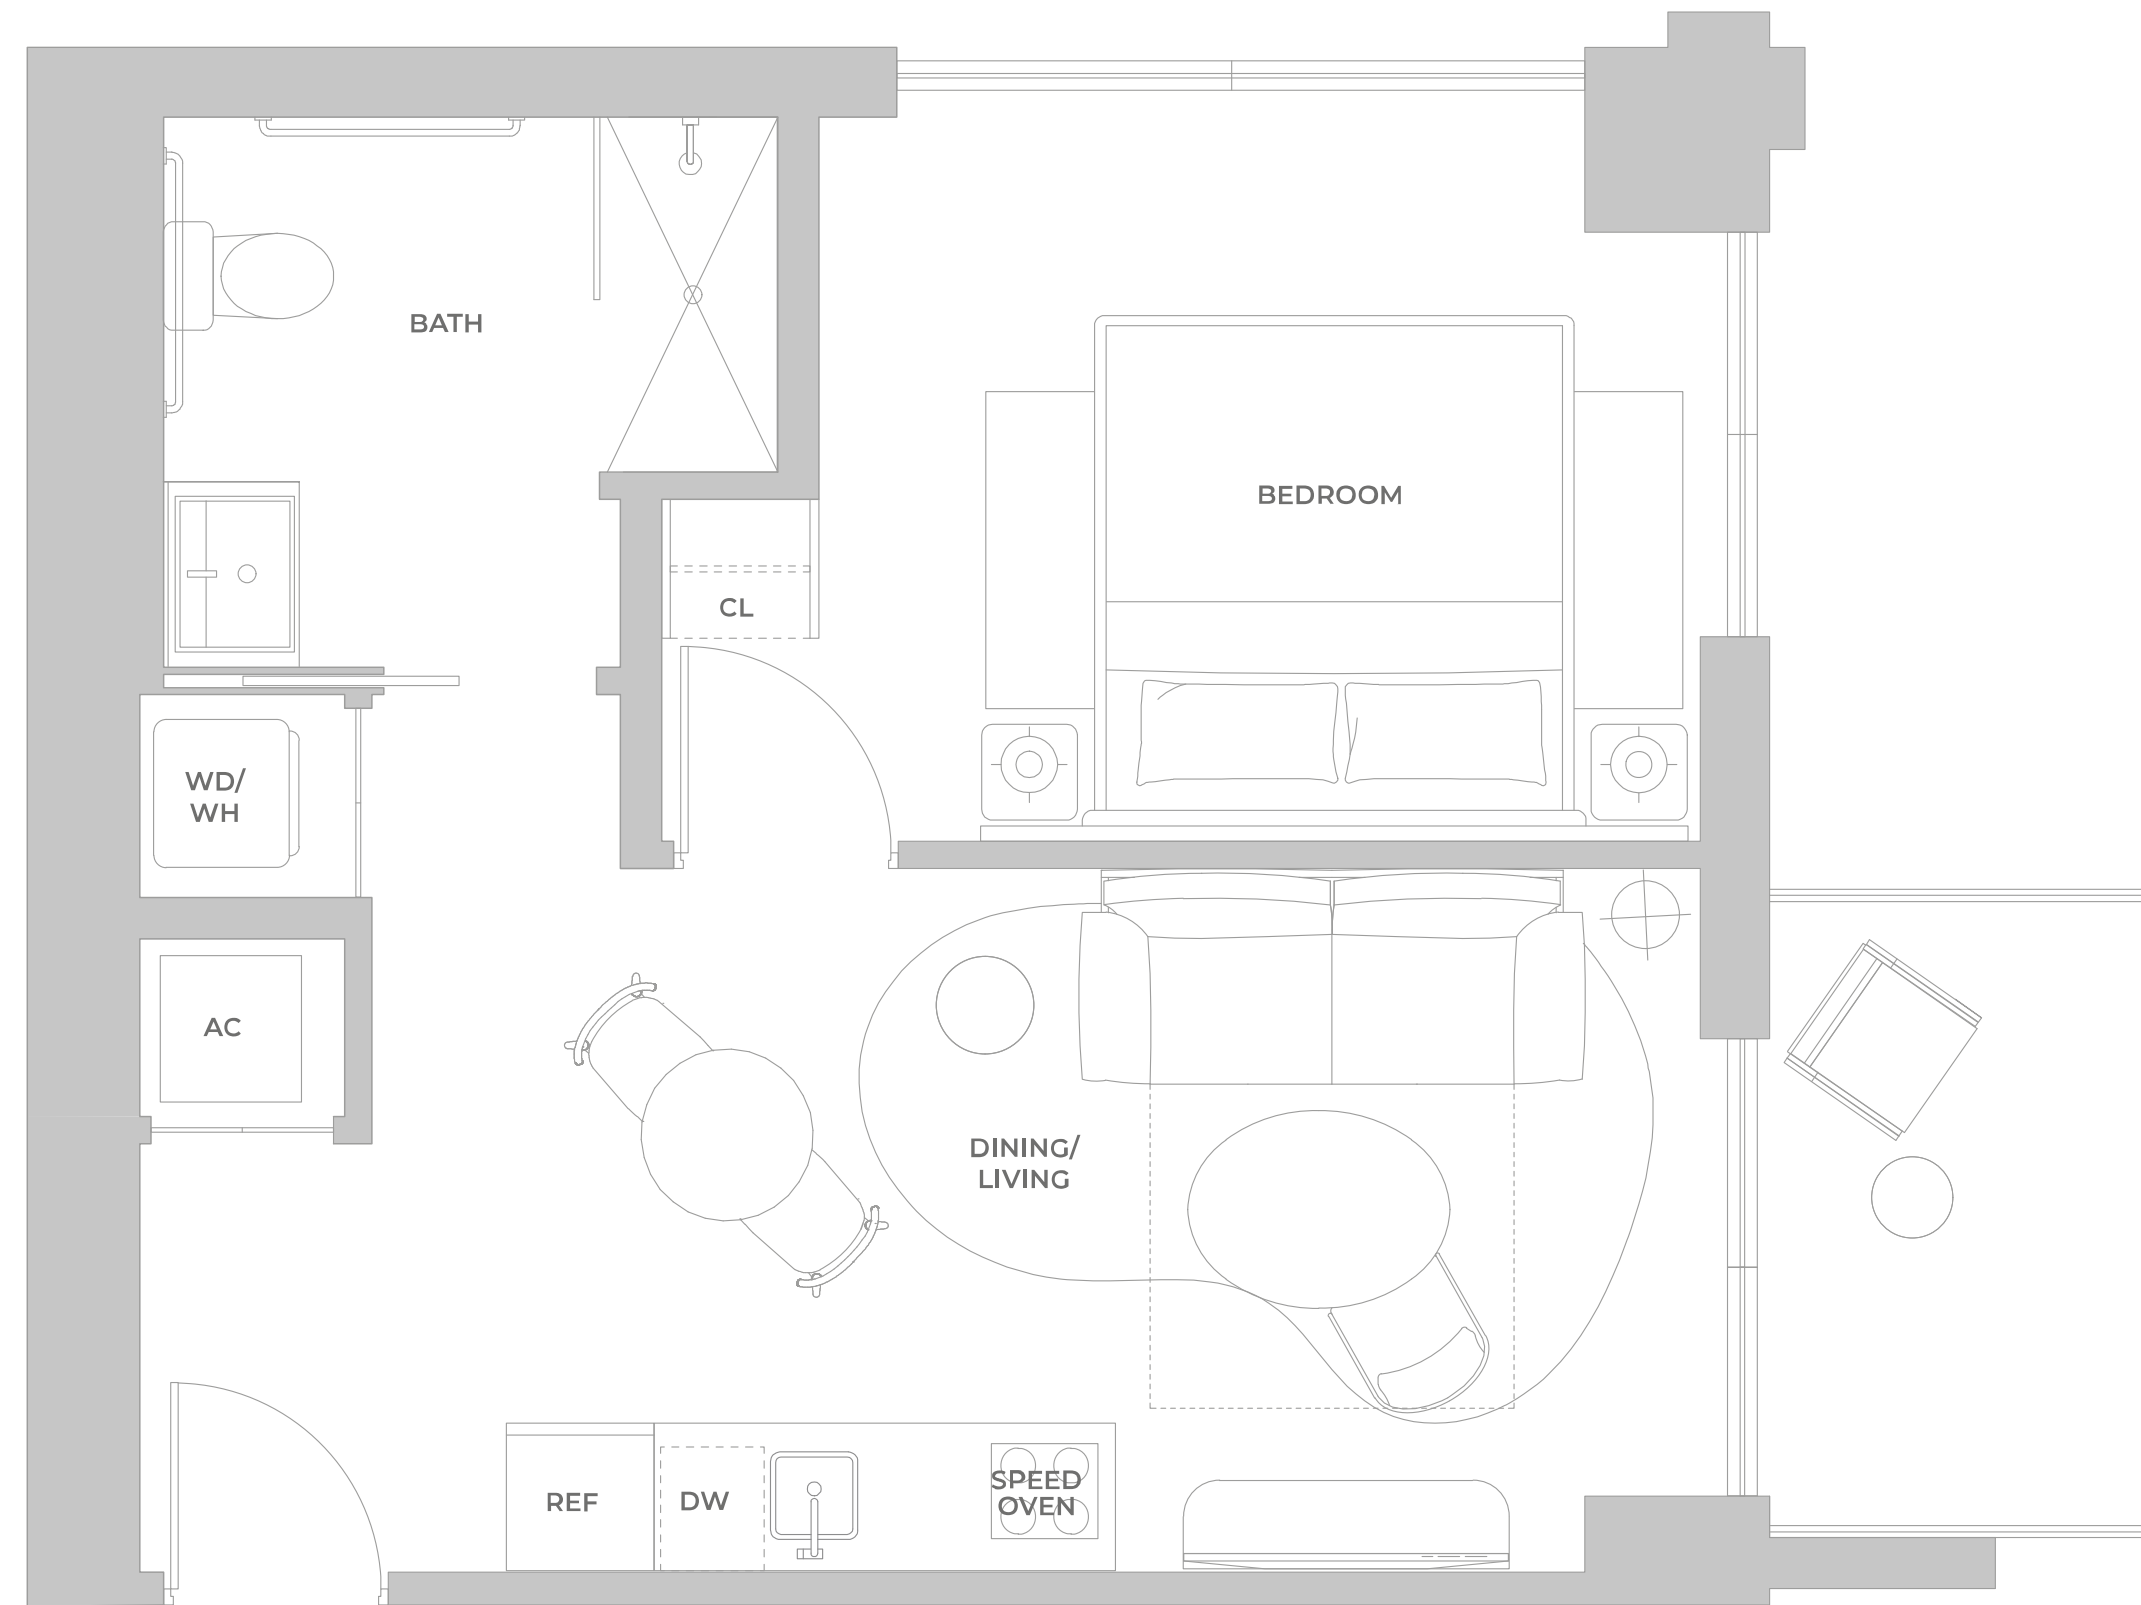 BATH
BEDROOM
CL
WD/
WH
AC
DINING/
LIVING
REF
DW
SPEED
OVEN